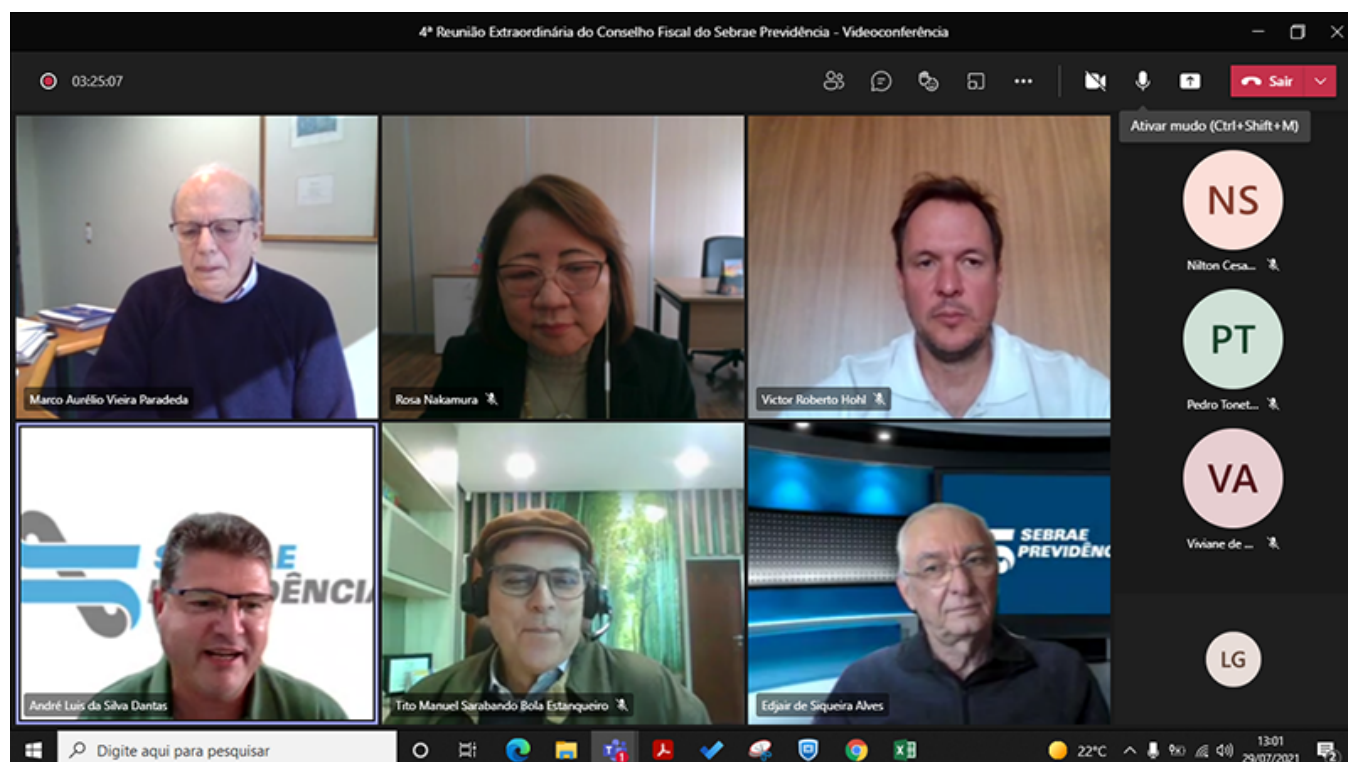 4ª Reunião Extraordinária do Conselho Fiscal do Sebrae Previdência - Videoconferência
03:25:07
Sair
Ativar mudo (Ctrl+Shift+M)
NS
Nilton Cesa...
PT
Pedro Tonet...
VA
Viviane de ...
LG
Marco Aurélio Vieira Paradeda
Rosa Nakamura
Victor Roberto Hohl
S E
P DÊNCIA
André Luis da Silva Dantas
Tito Manuel Sarabando Bola Estanqueiro
SEBRAE
PREVIDÊNC
Edjair de Siqueira Alves
Digite aqui para pesquisar
22°C
13:01
29/07/2021